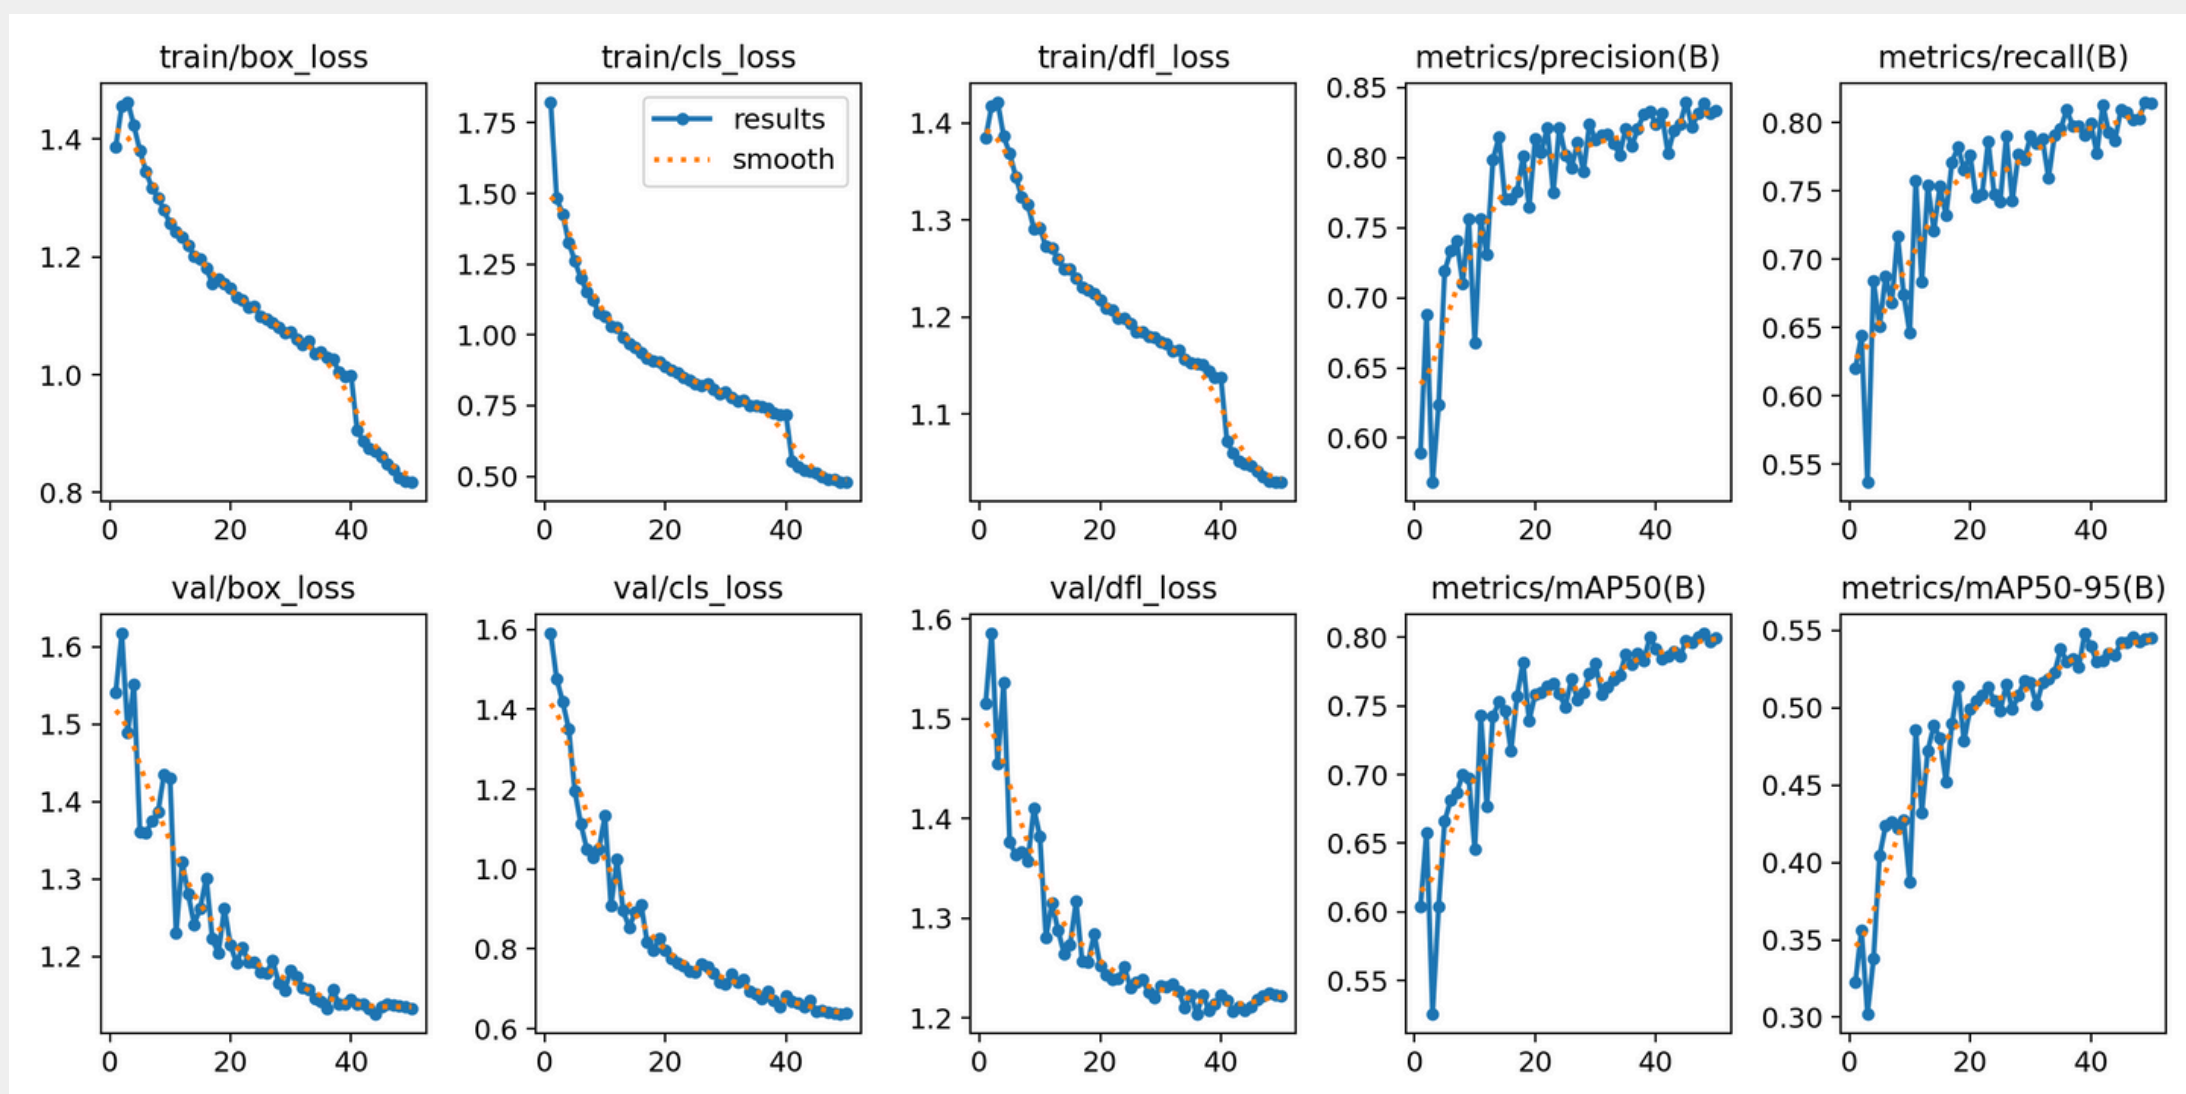 train/box_loss
train/cls_loss
train/dfl_loss
metrics/precision(B)
metrics/recall(B)
1.4
1.2
1.0
0.8
0 20 40
results
smooth
1.75
1.50
1.25
1.00
0.75
0.50
0 20 40
1.4
1.3
1.2
1.1
0 20 40
0.85
0.80
0.75
0.70
0.65
0.60
0 20 40
0.80
0.75
0.70
0.65
0.60
0.55
0 20 40
val/box_loss
val/cls_loss
val/dfl_loss
metrics/mAP50(B)
metrics/mAP50-95(B)
1.6
1.5
1.4
1.3
1.2
0 20 40
1.6
1.4
1.2
1.0
0.8
0.6
0 20 40
1.6
1.5
1.4
1.3
1.2
0 20 40
0.80
0.75
0.70
0.65
0.60
0.55
0 20 40
0.55
0.50
0.45
0.40
0.35
0.30
0 20 40